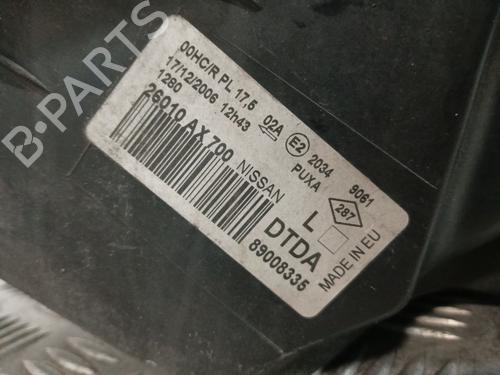 00HC/R PL 17,5 02A E2 2034 9061
17/12/2006 12h43 PUXA
1280
26010 AX700 NISSAN L 287
DTDA
89008335
MADE IN EU
B-PARTS